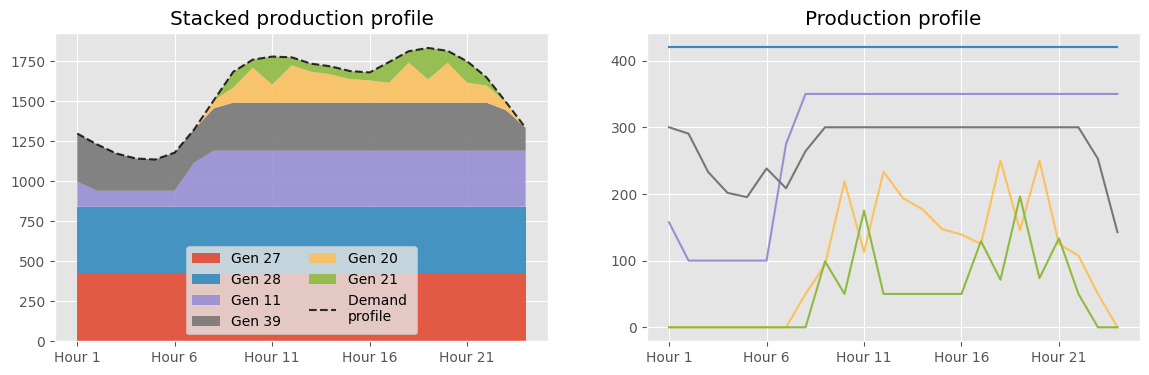 Stacked production profile
1750
1500
1250
1000
750
500
250
0
Hour 1
Hour 6
Hour 11
Hour 16
Hour 21
Gen 27
Gen 28
Gen 11
Gen 39
Gen 20
Gen 21
Demand
profile
Production profile
400
300
200
100
0
Hour 1
Hour 6
Hour 11
Hour 16
Hour 21